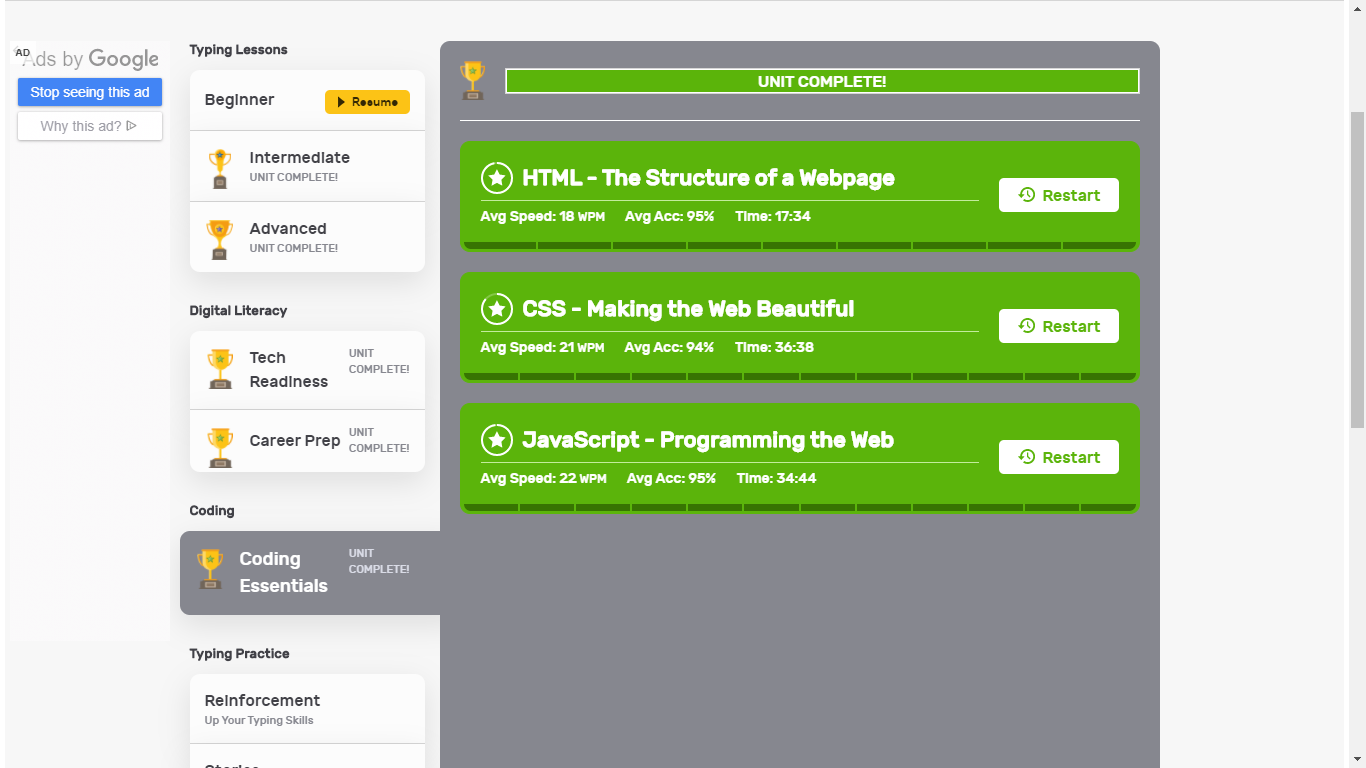 AD
Ads by Google
Stop seeing this ad
Why this ad?
Typing Lessons
Beginner
Resume
Intermediate
UNIT COMPLETE!
Advanced
UNIT COMPLETE!
Digital Literacy
Tech
Readiness
UNIT
COMPLETE!
Career Prep
UNIT
COMPLETE!
Coding
Coding
Essentials
UNIT
COMPLETE!
Typing Practice
Reinforcement
Up Your Typing Skills
UNIT COMPLETE!
HTML - The Structure of a Webpage
Avg Speed: 18 WPM Avg Acc: 95% Time: 17:34
Restart
CSS - Making the Web Beautiful
Avg Speed: 21 WPM Avg Acc: 94% Time: 36:38
Restart
JavaScript - Programming the Web
Avg Speed: 22 WPM Avg Acc: 95% Time: 34:44
Restart